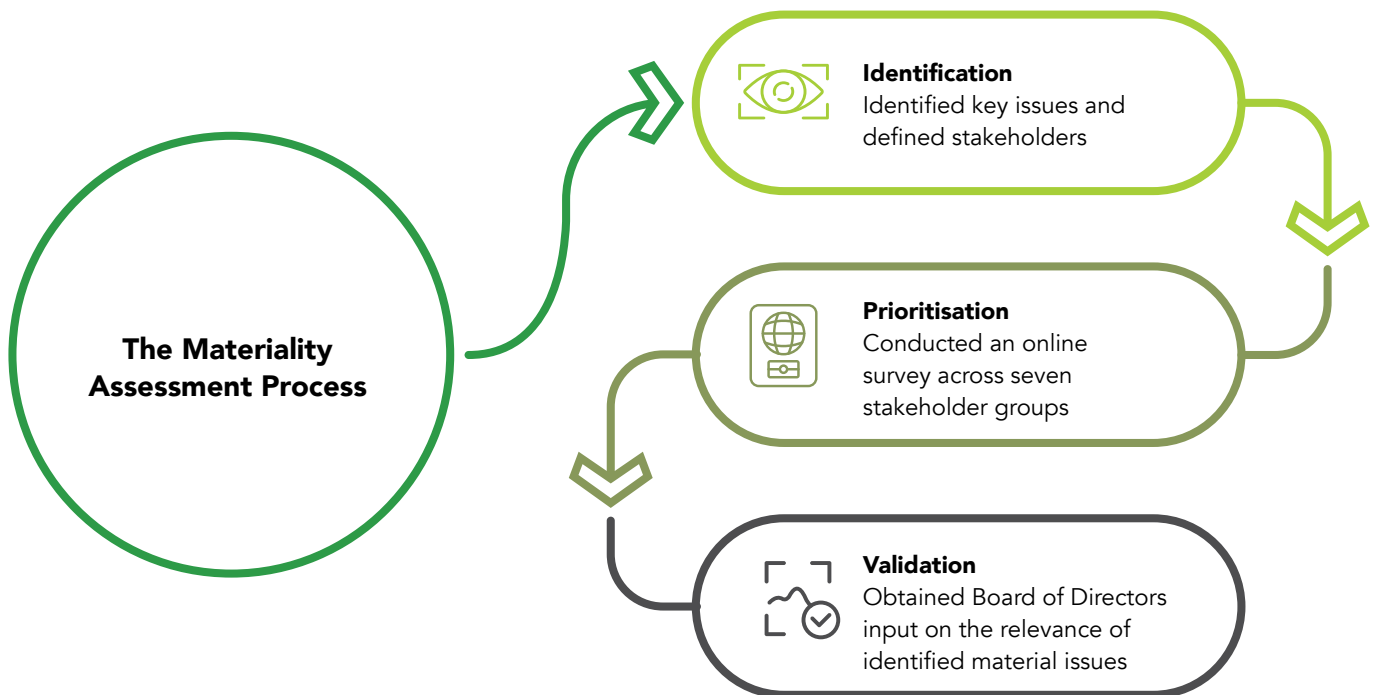 The Materiality
Assessment Process
Identification
Identified key issues and
defined stakeholders
Prioritisation
Conducted an online
survey across seven
stakeholder groups
Validation
Obtained Board of Directors
input on the relevance of
identified material issues